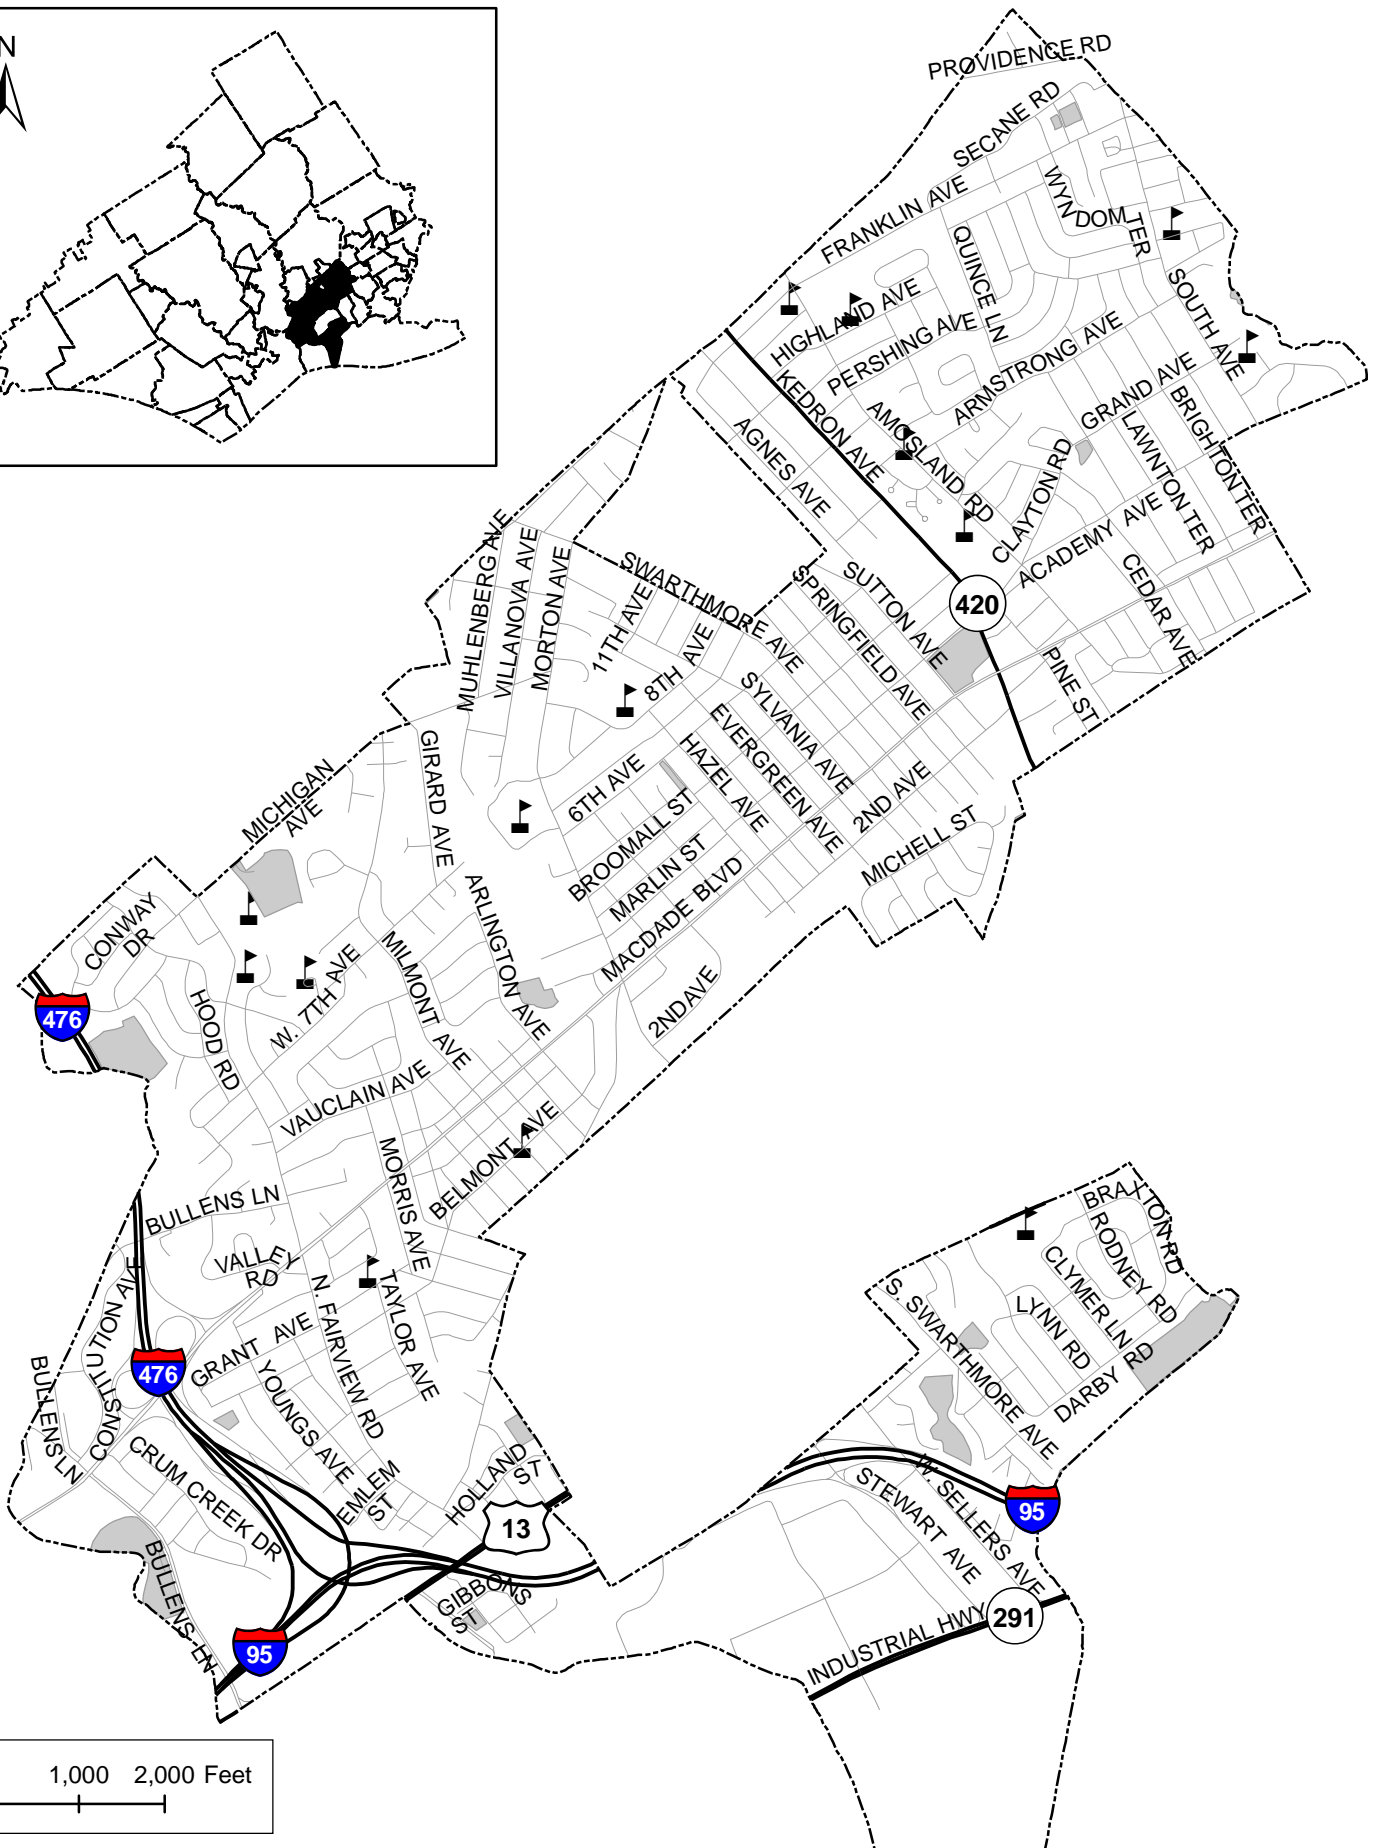 N
PROVIDENCE RD
SECANE RD
WYN
DOM
TER
FRANKLIN AVE
QUINCE LN
SOUTH AVE
HIGHLAND AVE
PERSHING AVE
ARMSTRONG AVE
GRAND AVE
BRIGHTON TER
KEDRON AVE
AMOSLAND RD
LAWNTON TER
AGNES AVE
CLAYTON RD
ACADEMY AVE
CEDAR AVE
MUHLENBERG AVE
VILLANOVA AVE
MORTON AVE
SWARTHMORE AVE
11TH AVE
8TH AVE
SPRINGFIELD AVE
SUTTON AVE
420
PINE ST
SYLVANIA AVE
EVERGREEN AVE
HAZEL AVE
GIRARD AVE
6TH AVE
2ND AVE
MICHIGAN
AVE
BROOMALL ST
MARLIN ST
MICHELL ST
MACDADE BLVD
ARLINGTON AVE
CONWAY
DR
MILMONT AVE
W. 7TH AVE
2ND AVE
476
HOOD RD
VAUCLAIN AVE
BELMONT AVE
MORRIS AVE
BULLENS LN
VALLEY
RD
BRAXTON RD
RODNEY RD
CLYMER LN
LYNN RD
S. SWARTHMORE AVE
DARBY RD
CONSTITUTION AVE
N. FAIRVIEW RD
TAYLOR AVE
GRANT AVE
476
BULLENS LN
YOUNGS AVE
CRUM CREEK DR
EMLEM
ST
HOLLAND
ST
13
STEWART AVE
W. SELLERS AVE
95
BULLENS LN
GIBBONS
ST
95
INDUSTRIAL HWY
291
1,000 2,000 Feet